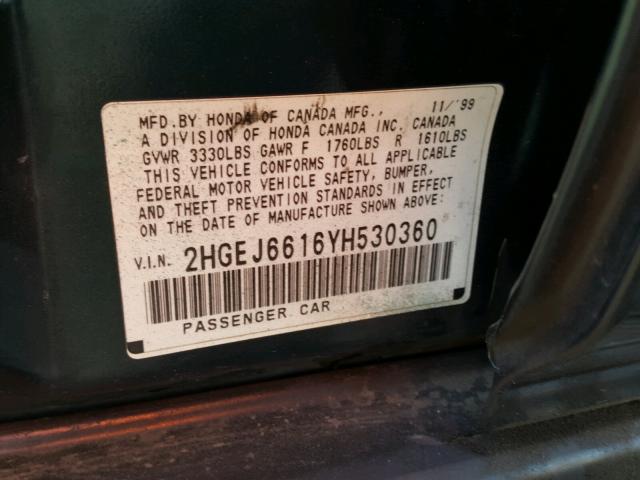 MFD.BY HONDA OF CANADA MFG., 11/'99
A DIVISION OF HONDA CANADA INC. CANADA
GVWR 3330LBS GAWR F 1760LBS R 1610LBS
THIS VEHICLE CONFORMS TO ALL APPLICABLE
FEDERAL MOTOR VEHICLE SAFETY, BUMPER,
AND THEFT PREVENTION STANDARDS IN EFFECT
ON THE DATE OF MANUFACTURE SHOWN ABOVE:
V.I.N. 2HGEJ6616YH530360
PASSENGER CAR